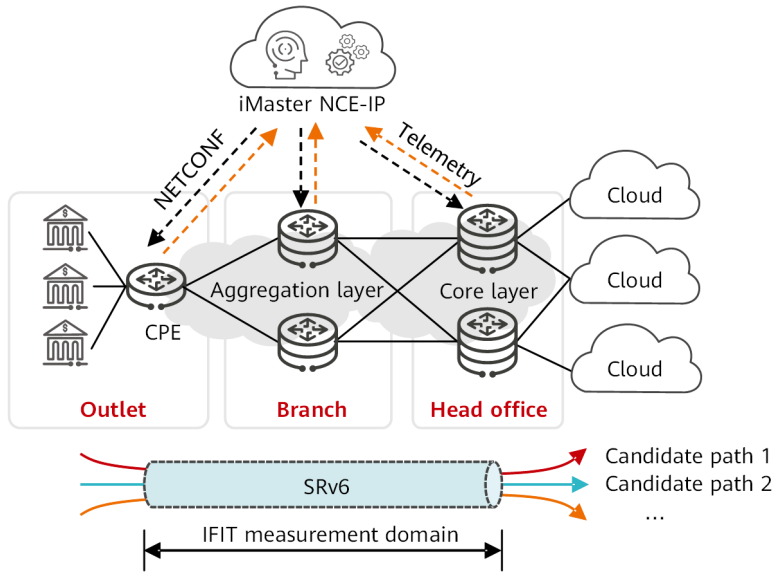 iMaster NCE-IP
NETCONF
Telemetry
Cloud
Aggregation layer
Core layer
Cloud
CPE
Cloud
Outlet
Branch
Head office
Candidate path 1
SRv6
Candidate path 2
...
IFIT measurement domain
$
$
$